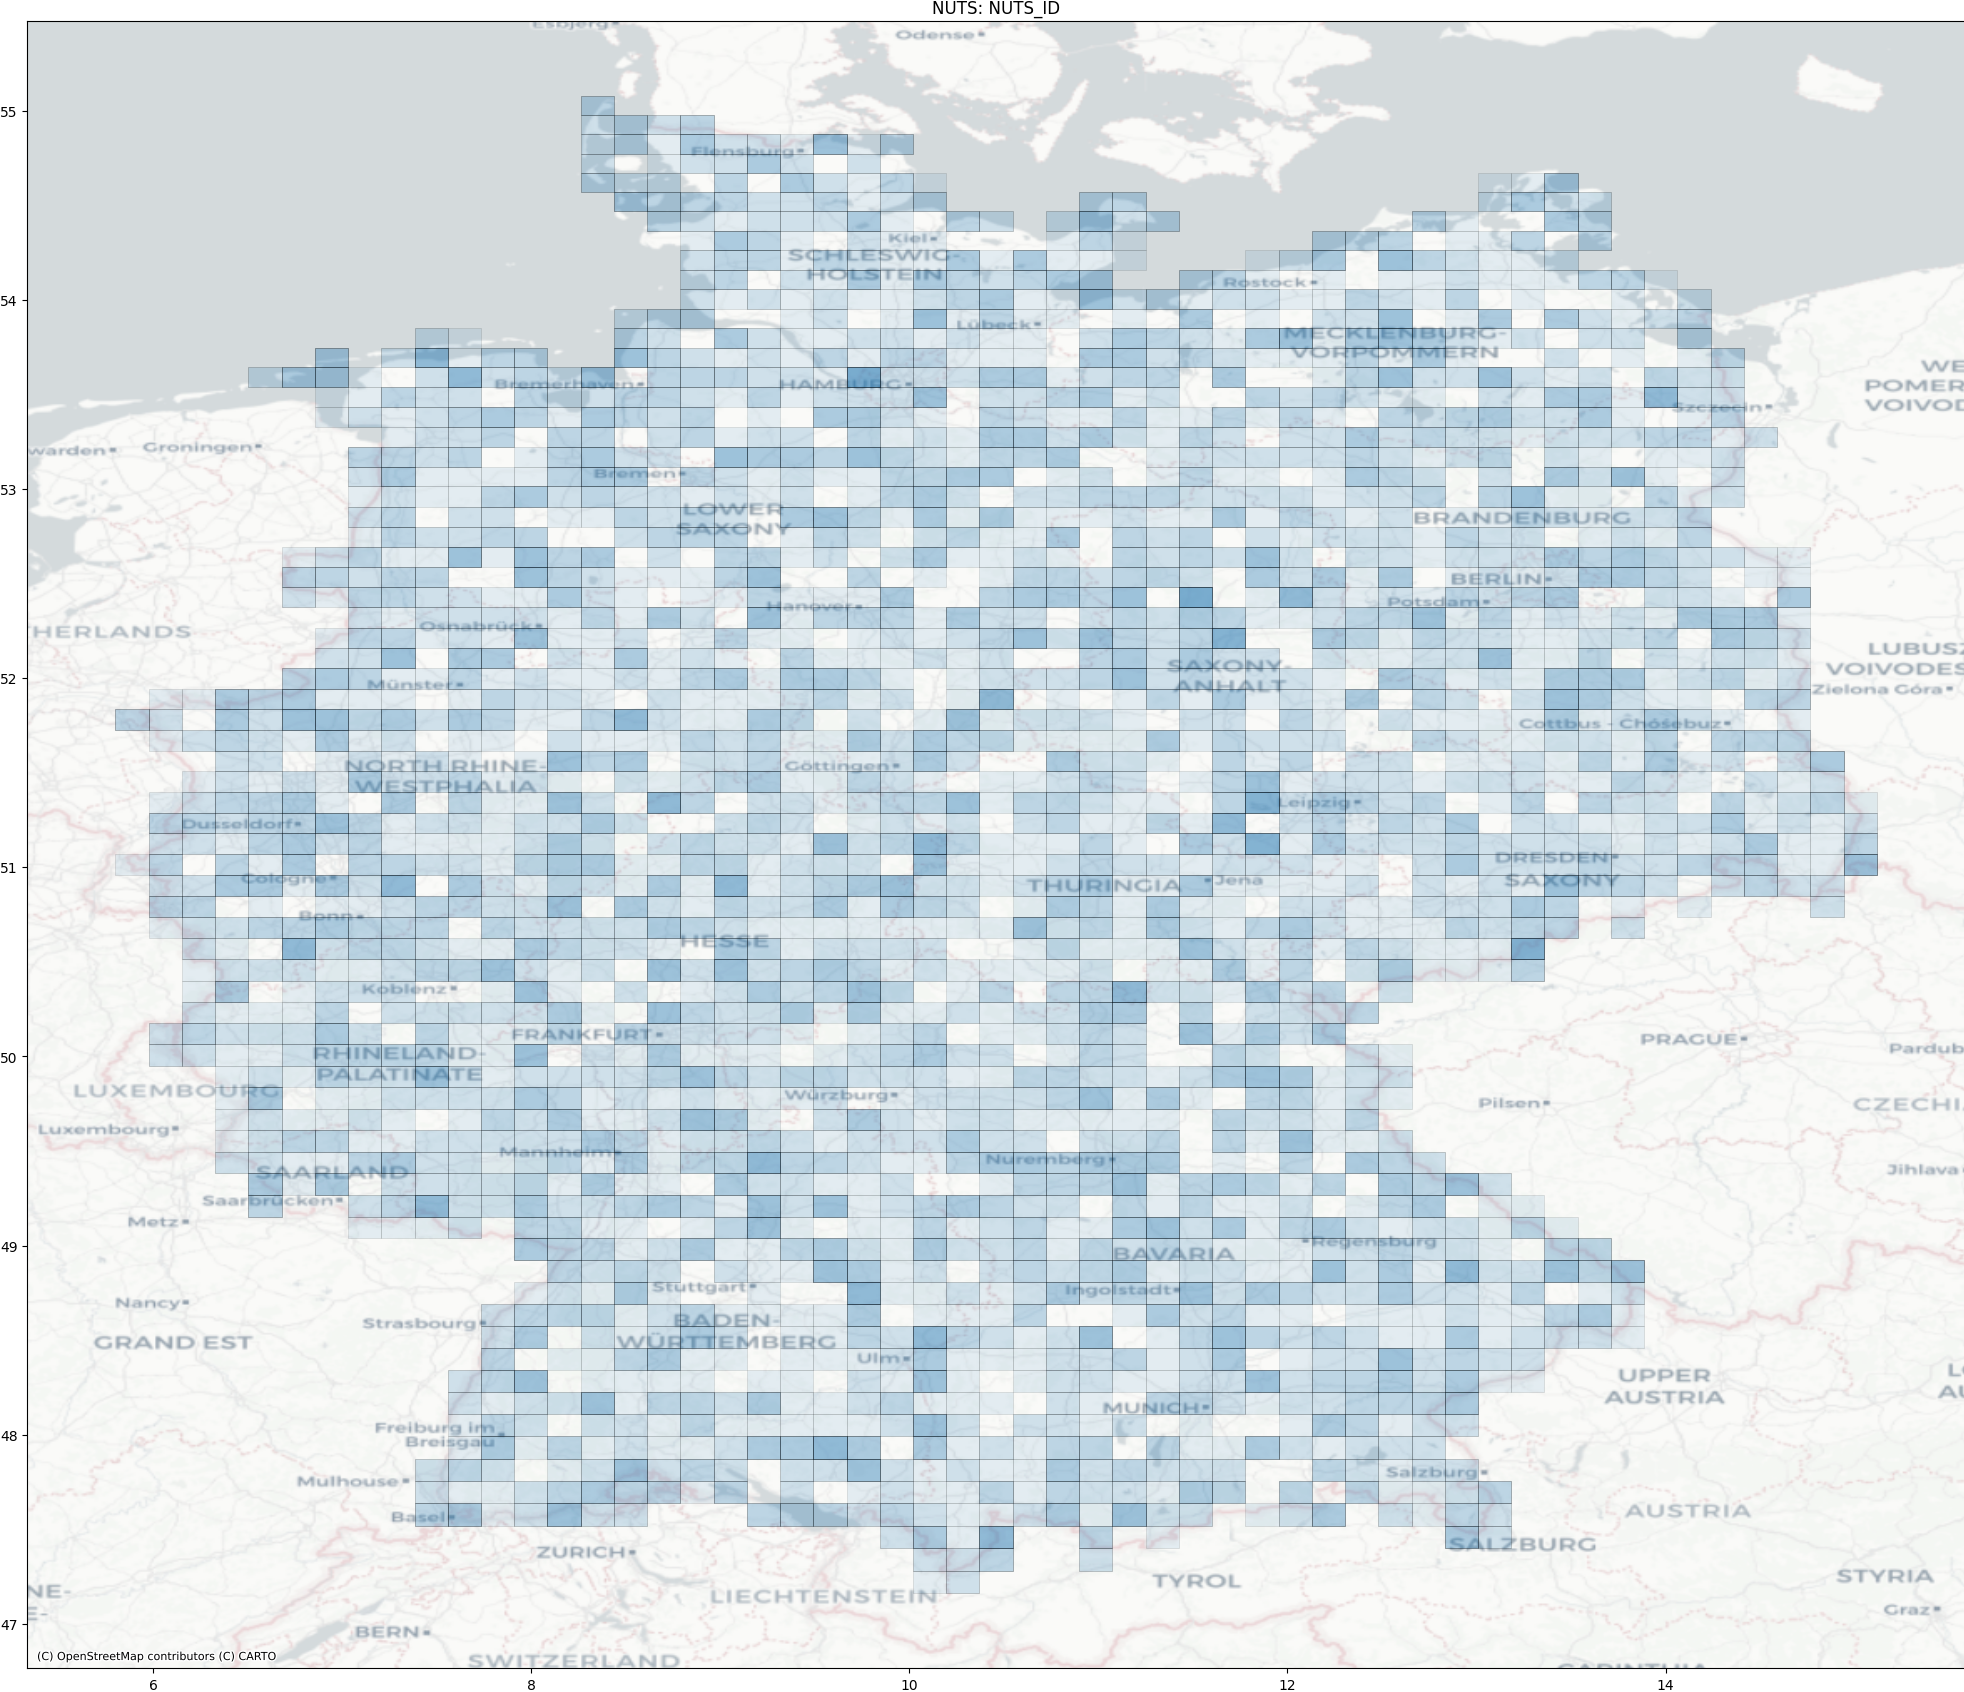 NUTS: NUTS_ID
Esbjerg
Odense
55
Flensburg
Kiel
SCHLESWIG-
HOLSTEIN
54
Rostock
Lübeck
MECKLENBURG-
VORPOMMERN
WE
POMER
VOIVOD
Bremerhaven
HAMBURG
Szczecin
warden
Groningen
Bremen
53
LOWER
SAXONY
BRANDENBURG
BERLIN
Potsdam
Hanover
THERLANDS
Osnabrück
LUBUSZ
VOIVODES
SAXONY-
ANHALT
52
Münster
Zielona Góra
Cottbus - Chóśebuz
NORTH RHINE-
WESTPHALIA
Göttingen
Leipzig
Dusseldorf
DRESDEN
SAXONY
51
Cologne
THURINGIA
Jena
Bonn
HESSE
Koblenz
FRANKFURT
PRAGUE
Pardub
50
RHINELAND-
PALATINATE
LUXEMBOURG
Würzburg
Pilsen
CZECHI
Luxembourg
Mannheim
Nuremberg
SAARLAND
Jihlava
Saarbrücken
Metz
49
BAVARIA
Regensburg
Stuttgart
Ingolstadt
Nancy
Strasbourg
BADEN-
WÜRTTEMBERG
GRAND EST
Ulm
UPPER
AUSTRIA
LO
AU
MUNICH
48
Freiburg im
Breisgau
Mulhouse
Salzburg
Basel
AUSTRIA
ZURICH
SALZBURG
LIECHTENSTEIN
TYROL
STYRIA
NE-
E-
Graz
47
BERN
(C) OpenStreetMap contributors (C) CARTO
SWITZERLAND
CARINTHIA
6
8
10
12
14